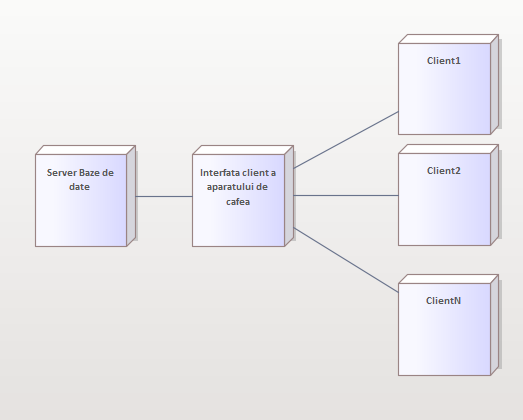 Server Baze de
date
Interfata client a
aparatului de
cafea
Client1
Client2
ClientN